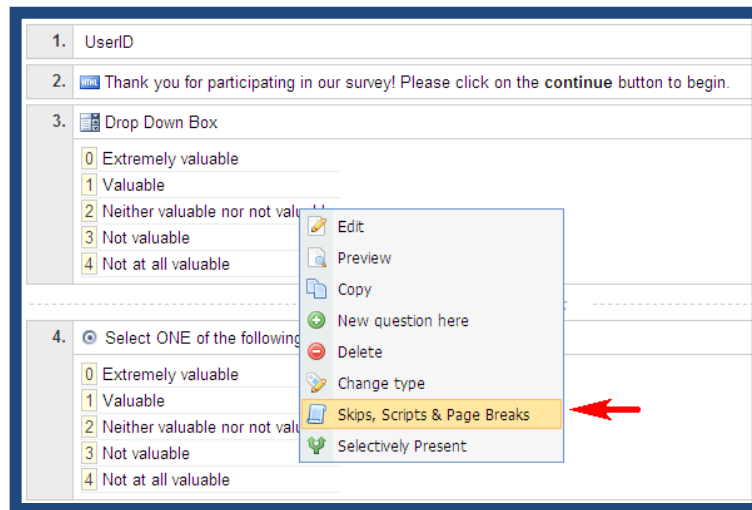 1. UserID
2. HTML Thank you for participating in our survey! Please click on the continue button to begin.
3. Drop Down Box
0 Extremely valuable
1 Valuable
2 Neither valuable nor not
3 Not valuable
4 Not at all valuable
Edit
Preview
Copy
New question here
Delete
Change type
Skips, Scripts & Page Breaks
Selectively Present
4. Select ONE of the following
0 Extremely valuable
1 Valuable
2 Neither valuable nor not
3 Not valuable
4 Not at all valuable